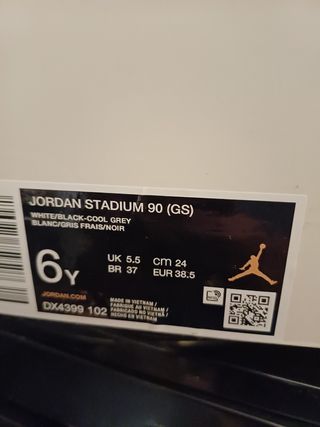 JORDAN STADIUM 90 (GS)
WHITE/BLACK-COOL GREY
BLANC/GRIS FRAIS/NOIR
6Y
UK 5.5 cm 24
BR 37 EUR 38.5
JORDAN.COM
DX4399 102
MADE IN VIETNAM /
FABRIQUE AU VIETNAM /
FABRICADO NO VIETNÃ /
HECHO EN VIETNAM